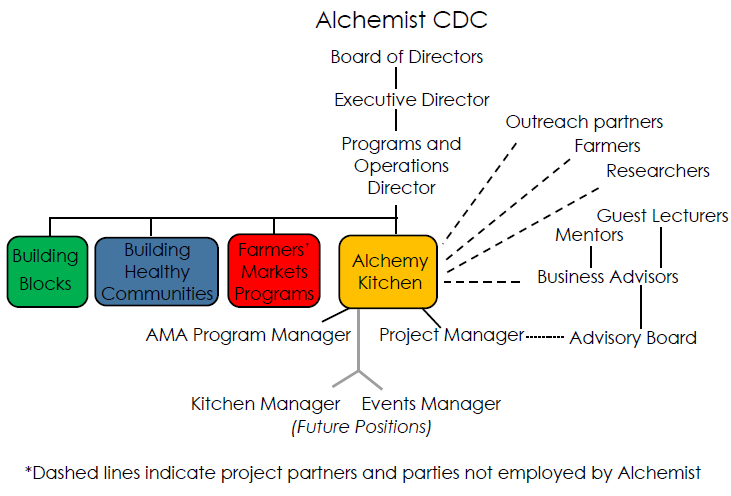 Alchemist CDC
Board of Directors
Executive Director
Programs and
Operations
Director
Outreach partners
Farmers
Researchers
Guest Lecturers
Mentors
Business Advisors
Advisory Board
Building
Blocks
Building
Healthy
Communities
Farmers'
Markets
Programs
Alchemy
Kitchen
AMA Program Manager
Project Manager
Kitchen Manager
Events Manager
(Future Positions)
*Dashed lines indicate project partners and parties not employed by Alchemist